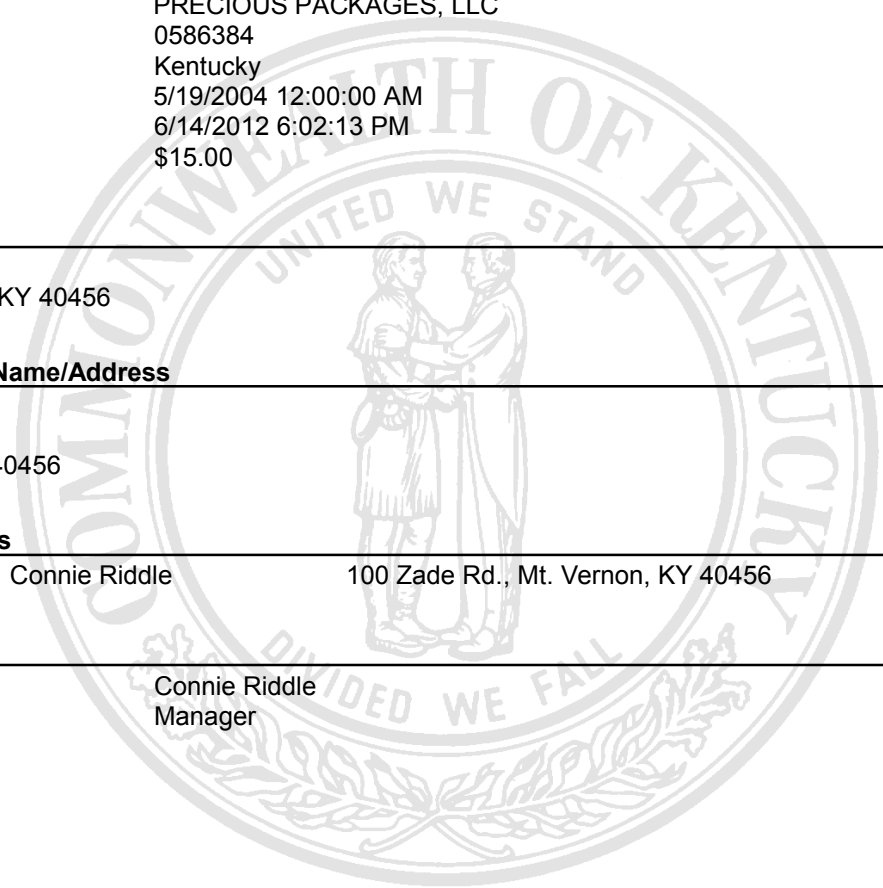 PRECIOUS PACKAGES, LLC
0586384
Kentucky
5/19/2004 12:00:00 AM
6/14/2012 6:02:13 PM
$15.00
KY 40456
Name/Address
40456
s
Connie Riddle 100 Zade Rd., Mt. Vernon, KY 40456
Connie Riddle
Manager
COMMONWEALTH OF KENTUCKY
UNITED WE STAND
DIVIDED WE FALL